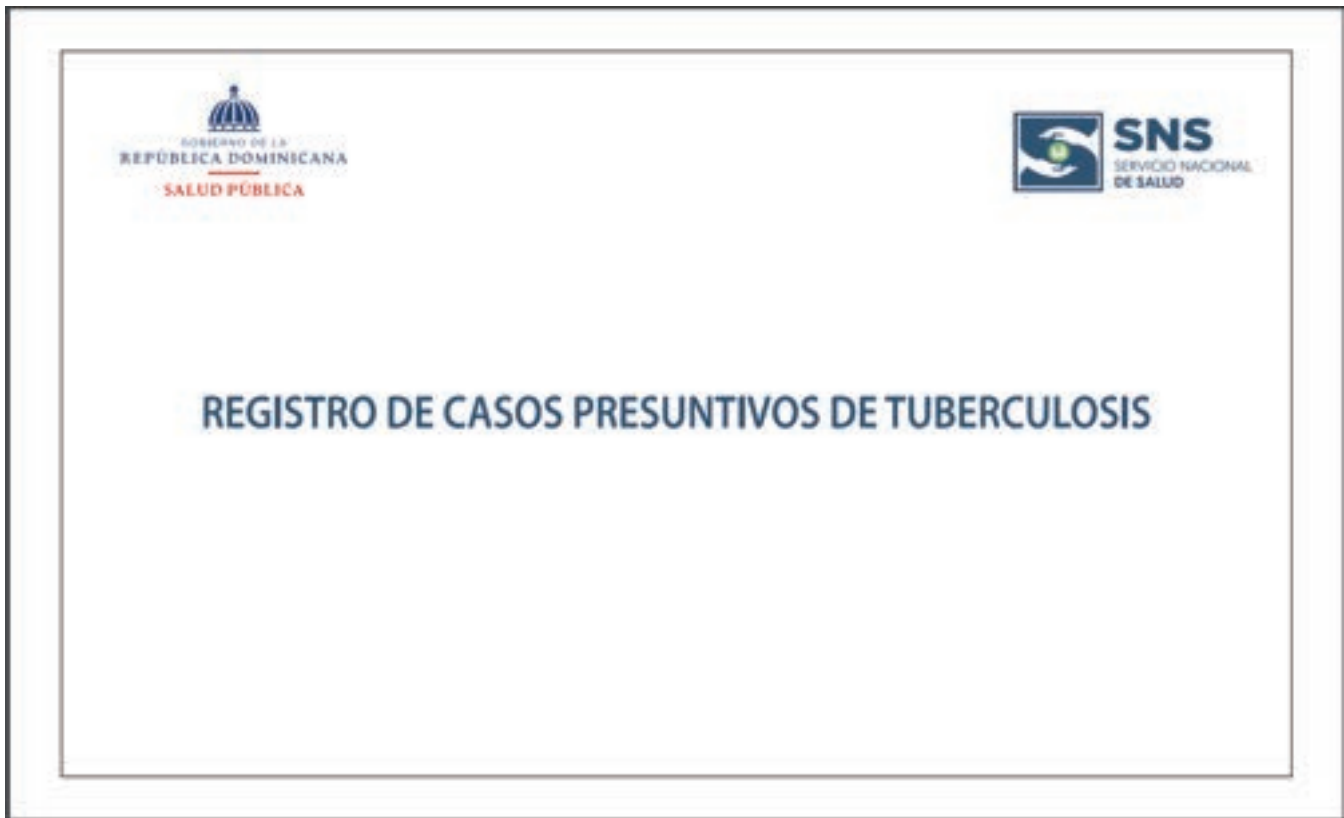 GOBIERNO DE LA
REPÚBLICA DOMINICANA
SALUD PÚBLICA
SNS
SERVICIO NACIONAL
DE SALUD
REGISTRO DE CASOS PRESUNTIVOS DE TUBERCULOSIS